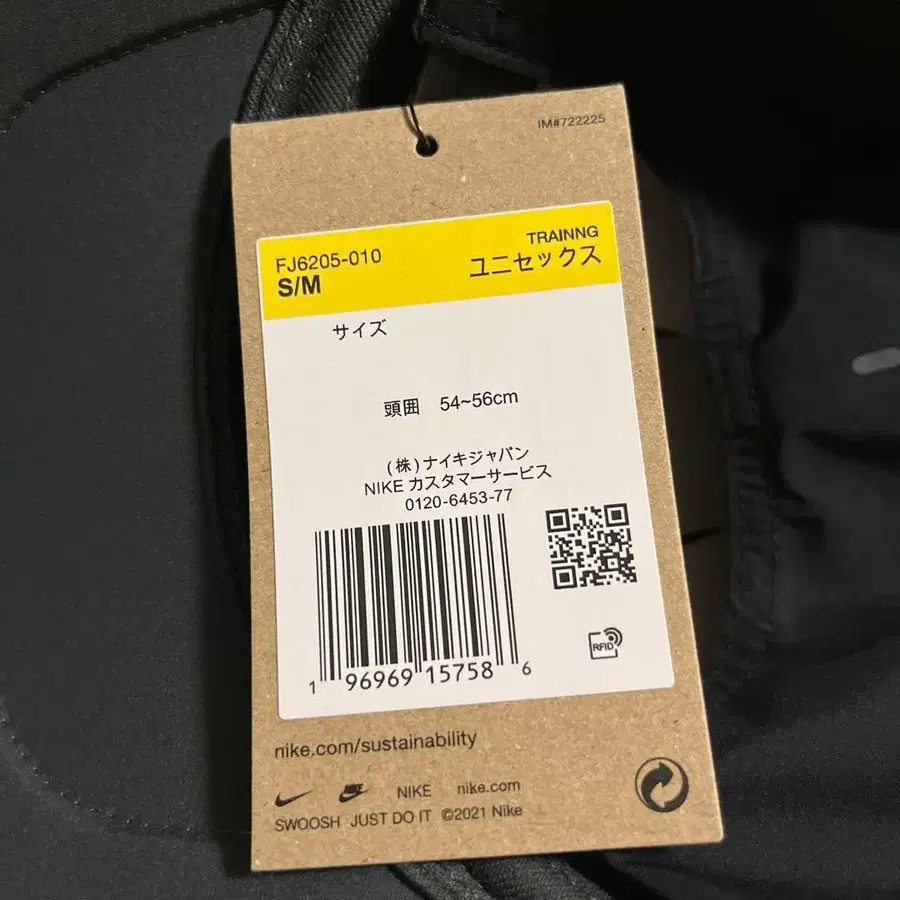 IM#722225
TRAINNG
FJ6205-010
ユニセックス
S/M
サイズ
頭囲 54~56cm
(株)ナイキジャパン
NIKE カスタマーサービス
0120-6453-77
RFID
1 96969 15758 6
nike.com/sustainability
NIKE nike.com
SWOOSH JUST DO IT ©2021 Nike